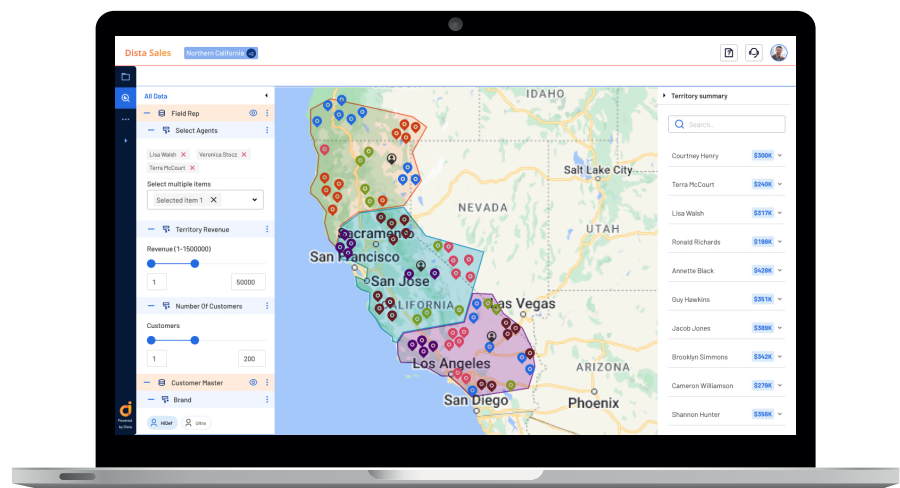 Dista Sales
Northern California
All Data
Field Rep
Select Agents
Lisa Walsh
Veronica Stocz
Terra McCourt
Select multiple items
Selected item 1
Territory Revenue
Revenue (1-1500000)
1
50000
Number Of Customers
Customers
1
200
Customer Master
Brand
HiDef
Ultra
Powered
by Dista
IDAHO
Salt Lake City
NEVADA
UTAH
Sacramento
San Francisco
San Jose
CALIFORNIA
Las Vegas
Los Angeles
ARIZONA
San Diego
Phoenix
Territory summary
Search...
Courtney Henry $300K
Terra McCourt $240K
Lisa Walsh $317K
Ronald Richards $198K
Annette Black $428K
Guy Hawkins $351K
Jacob Jones $389K
Brooklyn Simmons $342K
Cameron Williamson $279K
Shannon Hunter $358K